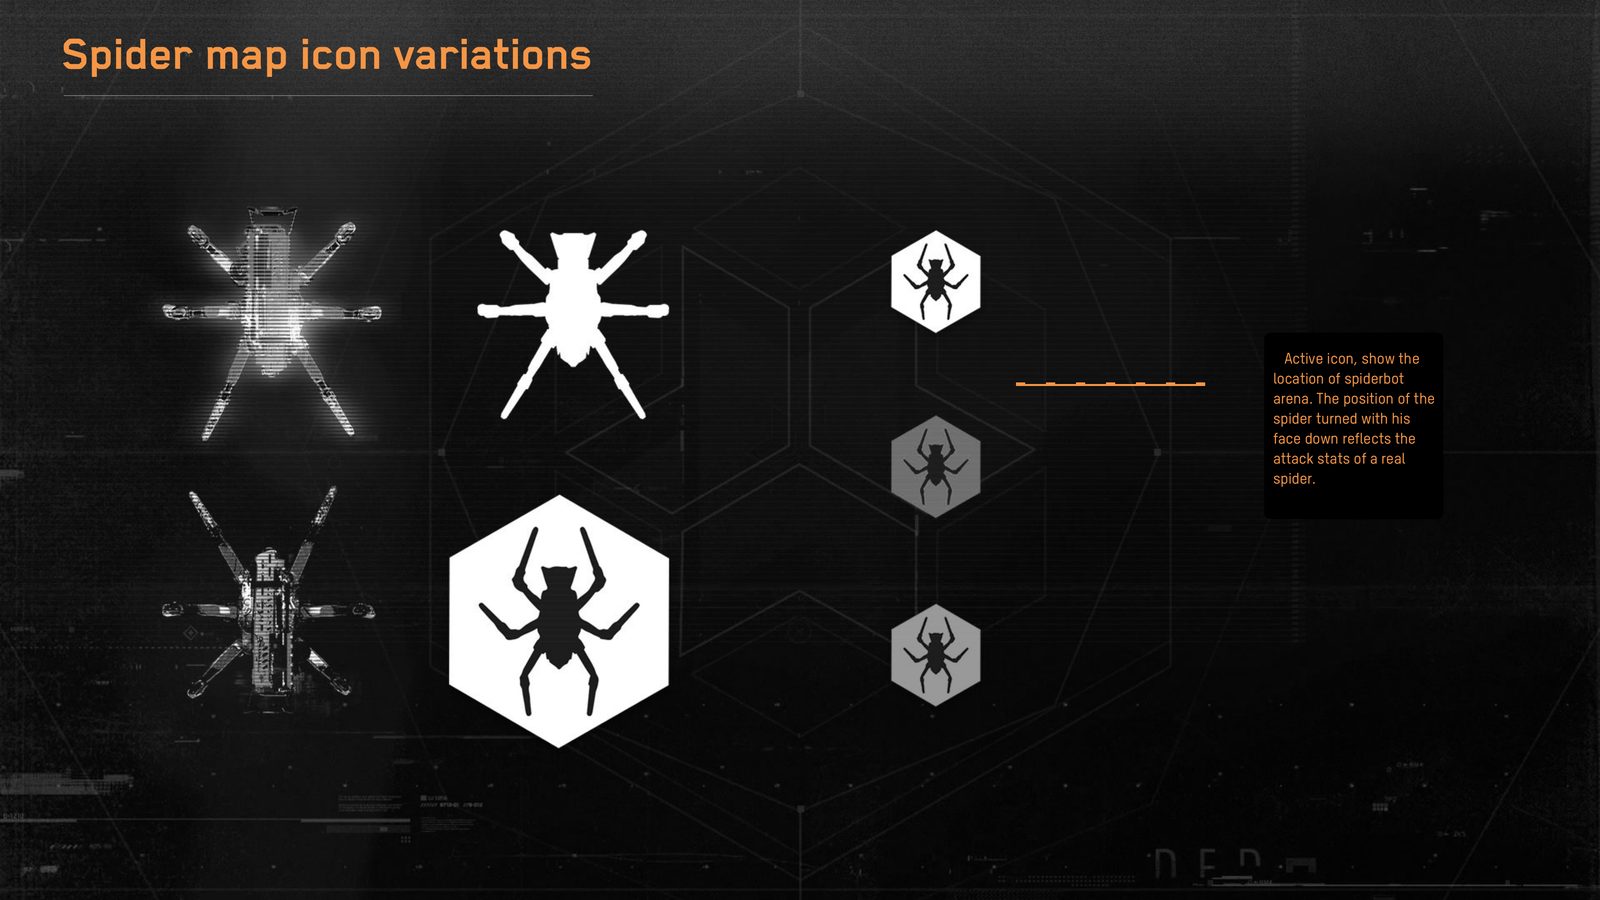 Spider map icon variations
Active icon, show the
location of spiderbot
arena. The position of the
spider turned with his
face down reflects the
attack stats of a real
spider.